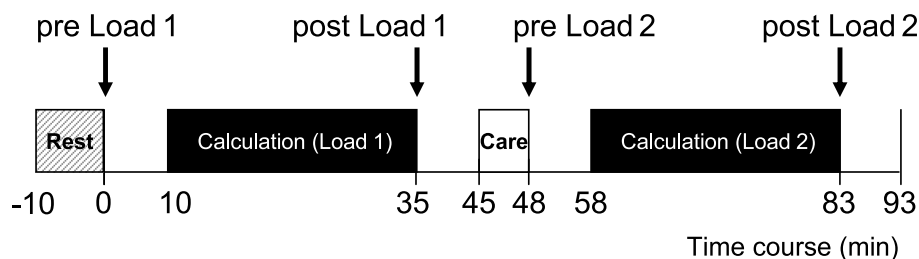 pre Load 1 post Load 1 pre Load 2 post Load 2
Rest Calculation (Load 1) Care Calculation (Load 2)
-10 0 10 35 45 48 58 83 93
Time course (min)